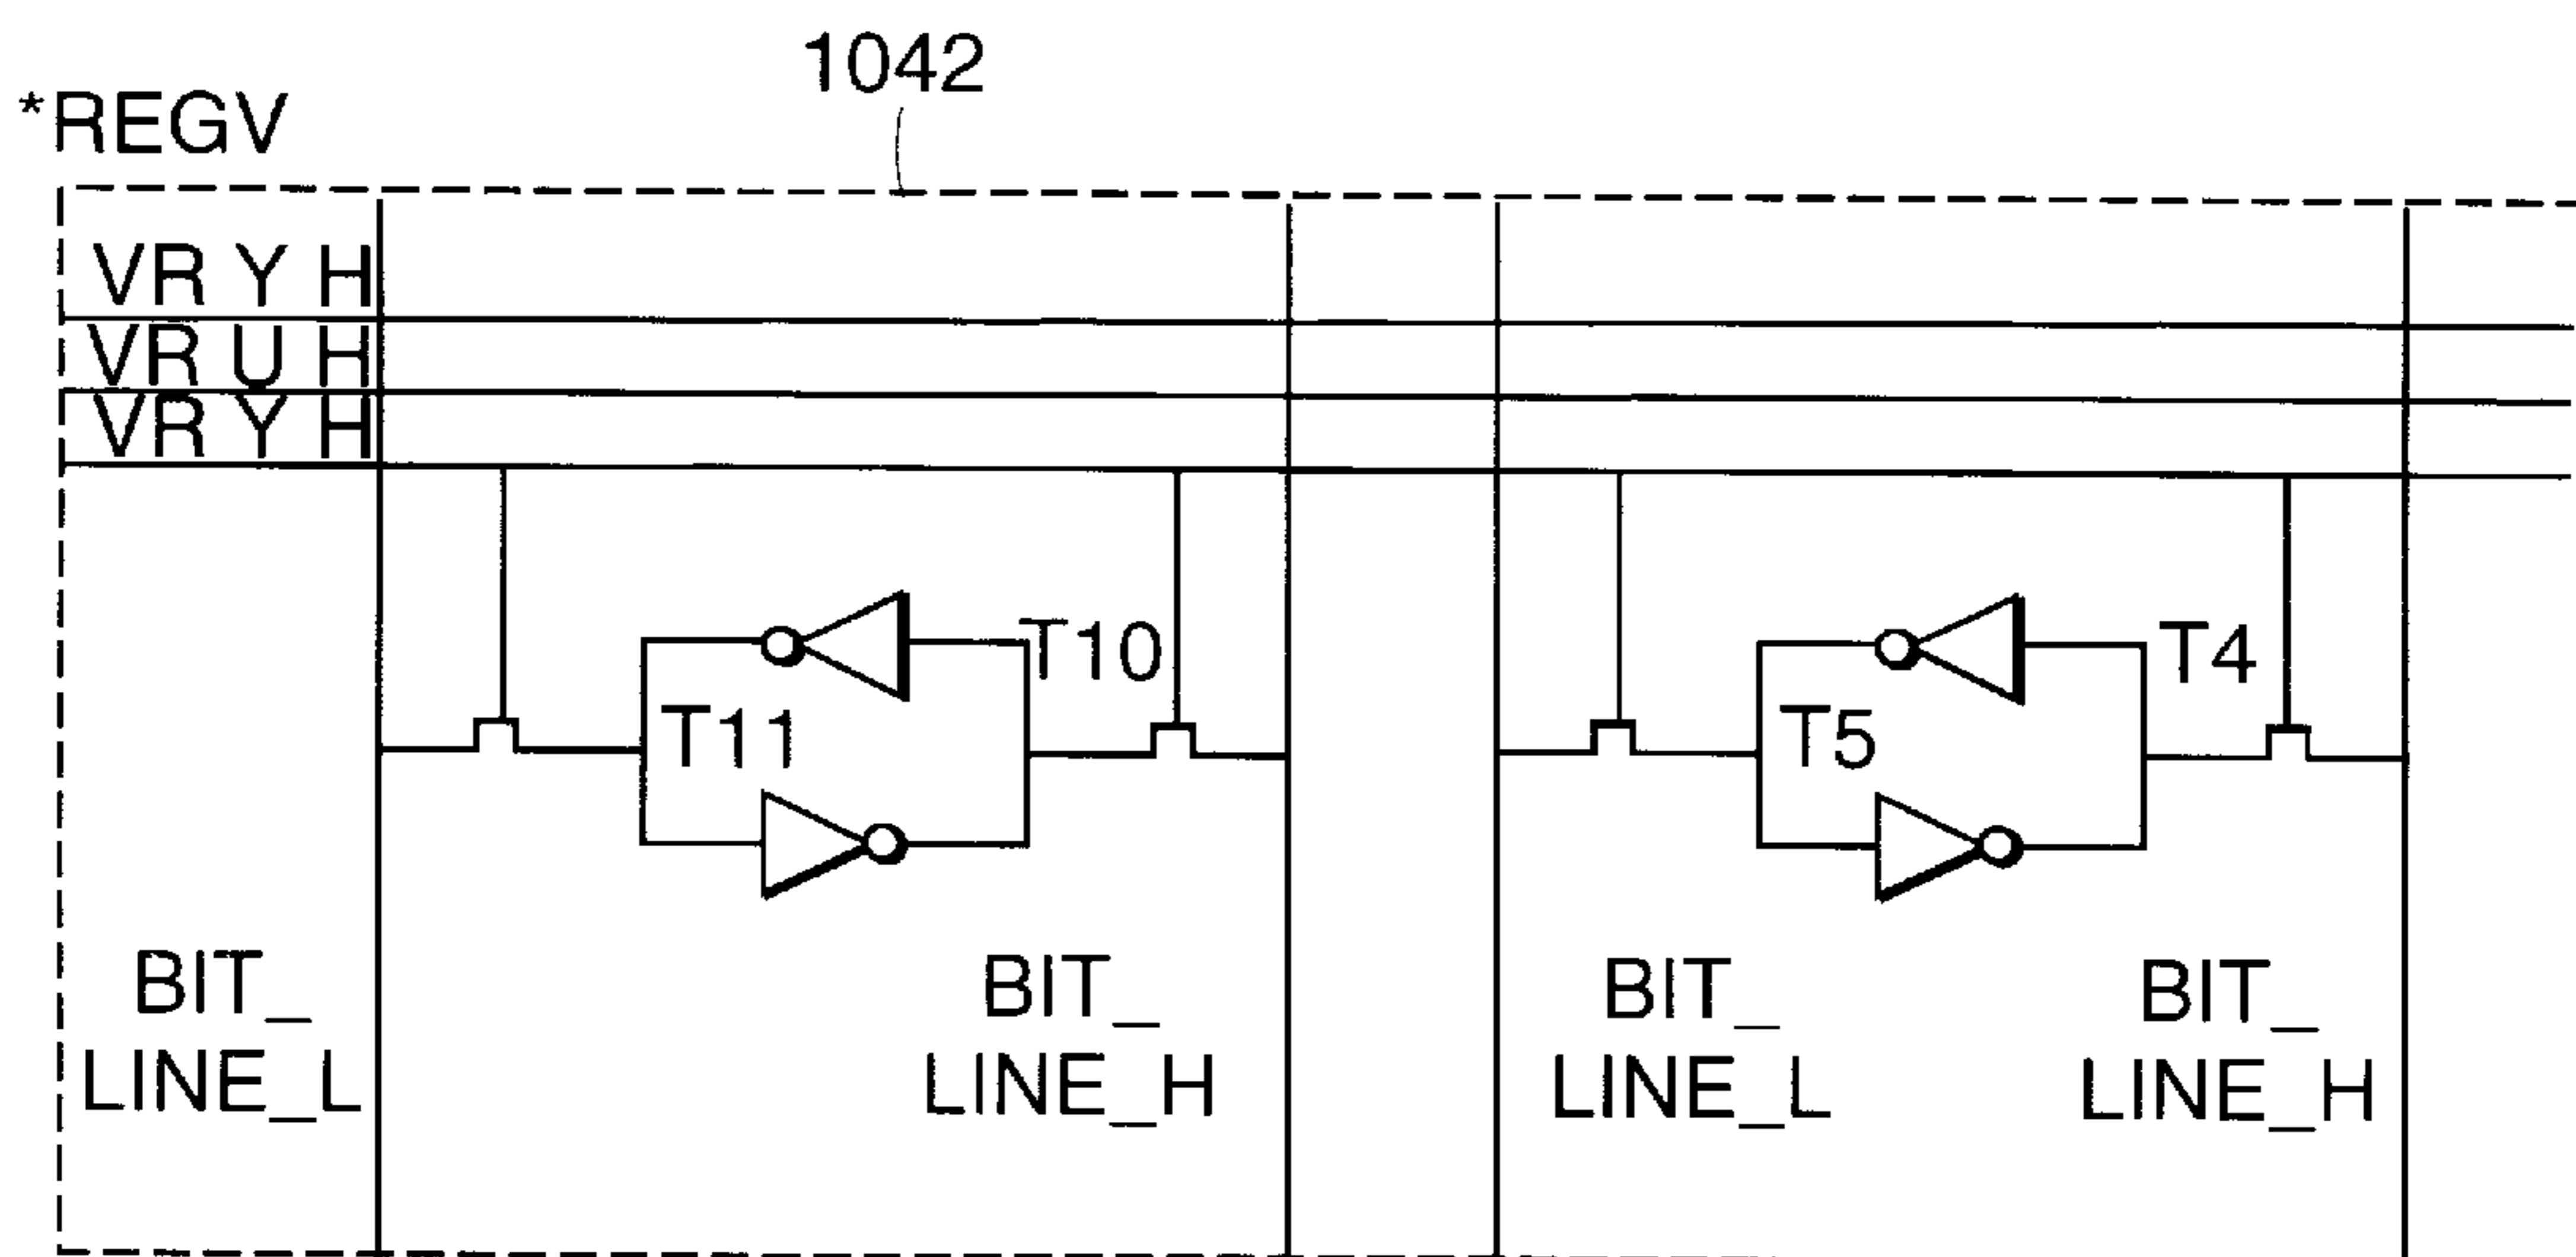 1042
*REGV
VR Y H
VR U H
VR Y H
T10
T4
T11
T5
BIT_
LINE_L
BIT_
LINE_H
BIT_
LINE_L
BIT_
LINE_H